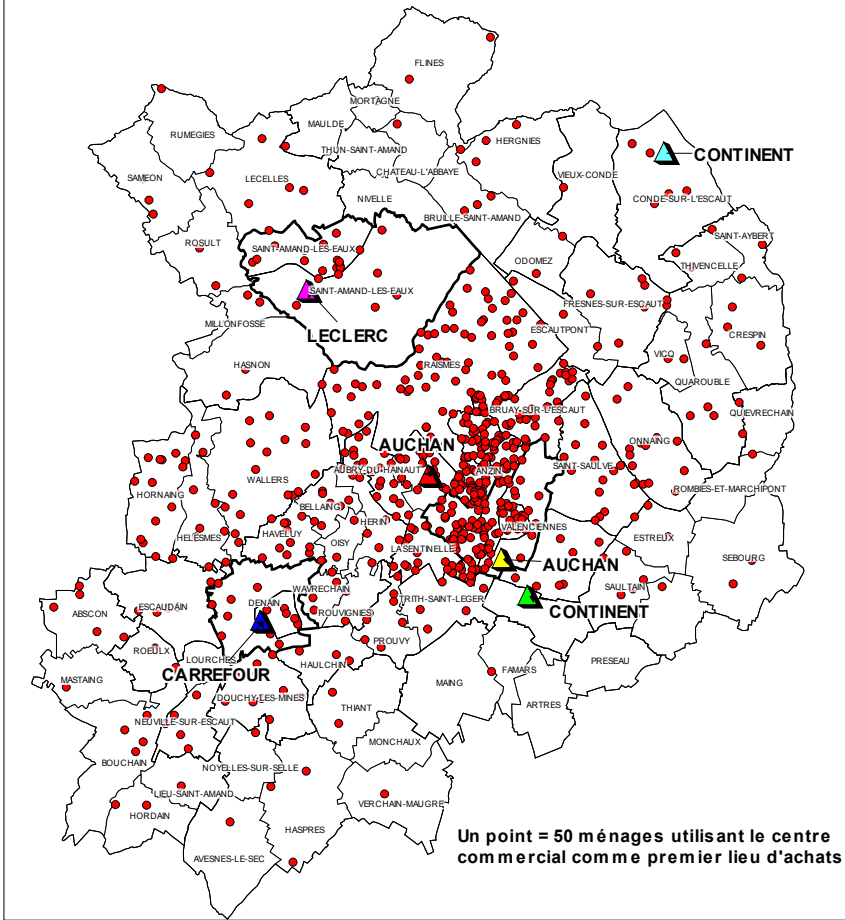 FLINES
MORTAGNE
RUMEGIES
MAULDE
THUN-SAINT-AMAND
HERGNIES
CONTINENT
SAMEON
LECELLES
CHATEAU-L'ABBAYE
VIEUX-CONDE
NIVELLE
CONDE-SUR-L'ESCAUT
BRUILLE-SAINT-AMAND
ROSULT
SAINT-AMAND-LES-EAUX
SAINT-AYBERT
ODOMEZ
THIVENCELLE
SAINT-AMAND-LES-EAUX
FRESNES-SUR-ESCAUT
MILLONFOSSE
LECLERC
ESCAUTPONT
CRESPIN
HASNON
RAISMES
VICQ
QUAROUBLE
BRUAY-SUR-L'ESCAUT
QUIEVRECHAIN
AUCHAN
ONNAING
AUBRY-DU-HAINAUT
ANZIN
SAINT-SAULVE
WALLERS
HORNAING
ROMBIES-ET-MARCHIPONT
BELLAING
HERIN
VALENCIENNES
HELESMES
HAVELUY
OISY
LA SENTINELLE
ESTREUX
SEBOURG
AUCHAN
WAVRECHAIN
SAULTAIN
ABSCON
ESCAUDAIN
DENAIN
ROUVIGNIES
TRITH-SAINT-LEGER
CONTINENT
PROUVY
ROEULX
LOURCHES
HAULCHIN
PRESEAU
CARREFOUR
FAMARS
MASTAING
MAING
DOUCHY-LES-MINES
ARTRES
THIANT
NEUVILLE-SUR-ESCAUT
MONCHAUX
BOUCHAIN
NOYELLES-SUR-SELLE
LIEU-SAINT-AMAND
VERCHAIN-MAUGRE
HORDAIN
HASPRES
AVESNES-LE-SEC
Un point = 50 ménages utilisant le centre
commercial comme premier lieu d'achats